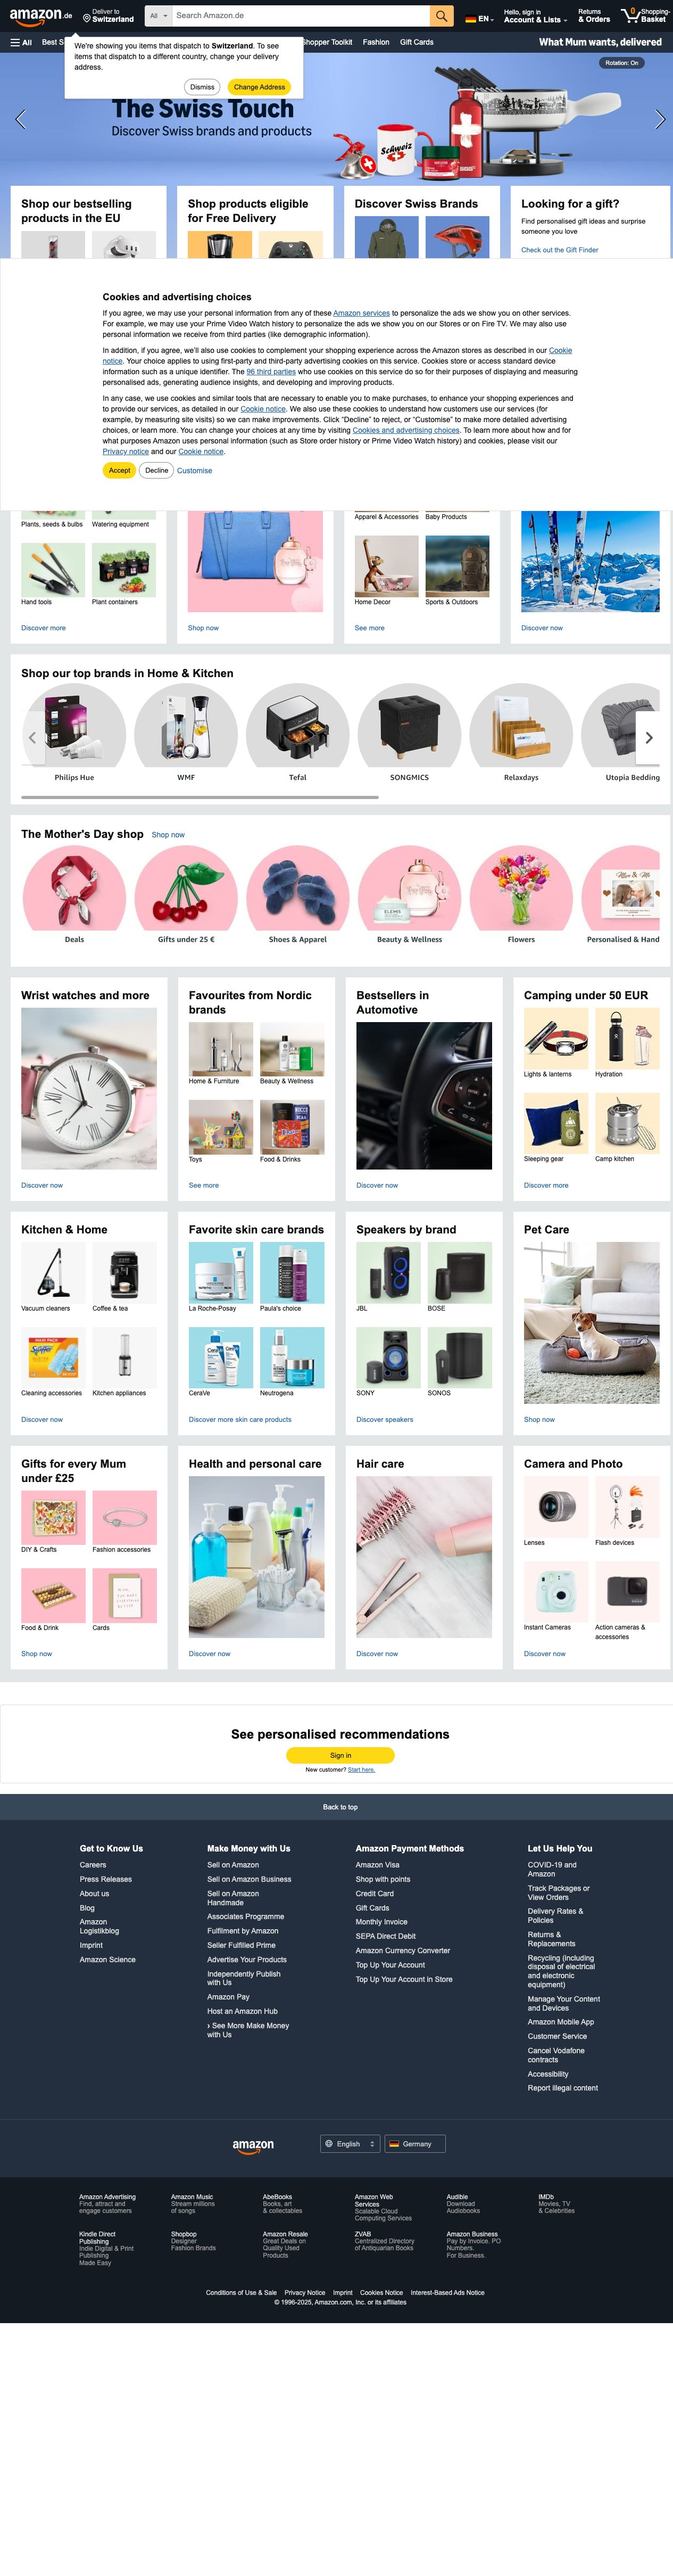 amazon.de
Deliver to
Switzerland
All
Search Amazon.de
EN
Hello, sign in
Account & Lists
Returns
& Orders
0
Shopping-
Basket
All
Best S
Shopper Toolkit
Fashion
Gift Cards
What Mum wants, delivered
We're showing you items that dispatch to Switzerland. To see
items that dispatch to a different country, change your delivery
address.
Dismiss
Change Address
Rotation: On
The Swiss Touch
Discover Swiss brands and products
Schweiz
Shop our bestselling
products in the EU
Shop products eligible
for Free Delivery
Discover Swiss Brands
Looking for a gift?
Find personalised gift ideas and surprise
someone you love
Check out the Gift Finder
Cookies and advertising choices
If you agree, we may use your personal information from any of these Amazon services to personalize the ads we show you on other services.
For example, we may use your Prime Video Watch history to personalize the ads we show on our Stores or on Fire TV. We may also use
personal information we receive from third parties (like demographic information).
In addition, if you agree, we'll also use cookies to complement your shopping experience across the Amazon stores as described in our Cookie
notice. Your choice applies to using first-party and third-party advertising cookies on this service. Cookies store or access standard device
information such as a unique identifier. The 96 third parties who use cookies on this service do so for their purposes of displaying and measuring
personalised ads, generating audience insights, and developing and improving products.
In any case, we use cookies and similar tools that are necessary to enable you to make purchases, to enhance your shopping experiences and
to provide our services, as detailed in our Cookie notice. We also use these cookies to understand how customers use our services (for
example, by measuring site visits) so we can make improvements. Click "Decline" to reject, or "Customise" to make more detailed advertising
choices, or learn more. You can change your choices at any time by visiting Cookies and advertising choices. To learn more about how and for
what purposes Amazon uses personal information (such as Store order history or Prime Video Watch history) and cookies, please visit our
Privacy notice and our Cookie notice.
Accept
Decline
Customise
Plants, seeds & bulbs
Watering equipment
Apparel & Accessories
Baby Products
Hand tools
Plant containers
Home Decor
Sports & Outdoors
Discover more
Shop now
See more
Discover now
Shop our top brands in Home & Kitchen
Philips Hue
WMF
Tefal
SONGMICS
Relaxdays
Utopia Bedding
The Mother's Day shop
Shop now
ELEMIS
Mum & Me
Deals
Gifts under 25 €
Shoes & Apparel
Beauty & Wellness
Flowers
Personalised & Hand
Wrist watches and more
Favourites from Nordic
brands
Bestsellers in
Automotive
Camping under 50 EUR
Home & Furniture
Beauty & Wellness
Lights & lanterns
Hydration
Toys
Food & Drinks
Sleeping gear
Camp kitchen
Discover now
See more
Discover now
Discover more
Kitchen & Home
Favorite skin care brands
Speakers by brand
Pet Care
Vacuum cleaners
Coffee & tea
La Roche-Posay
Paula's choice
JBL
BOSE
MAXI PACK
Swiffer
CeraVe
Cleaning accessories
Kitchen appliances
CeraVe
Neutrogena
SONY
SONOS
Discover now
Discover more skin care products
Discover speakers
Shop now
Gifts for every Mum
under £25
Health and personal care
Hair care
Camera and Photo
DIY & Crafts
Fashion accessories
Lenses
Flash devices
Food & Drink
Cards
Instant Cameras
Action cameras &
accessories
Shop now
Discover now
Discover now
Discover now
See personalised recommendations
Sign in
New customer? Start here.
Back to top
Get to Know Us
Careers
Press Releases
About us
Blog
Amazon
Logistikblog
Imprint
Amazon Science
Make Money with Us
Sell on Amazon
Sell on Amazon Business
Sell on Amazon
Handmade
Associates Programme
Fulfilment by Amazon
Seller Fulfilled Prime
Advertise Your Products
Independently Publish
with Us
Amazon Pay
Host an Amazon Hub
› See More Make Money
with Us
Amazon Payment Methods
Amazon Visa
Shop with points
Credit Card
Gift Cards
Monthly Invoice
SEPA Direct Debit
Amazon Currency Converter
Top Up Your Account
Top Up Your Account in Store
Let Us Help You
COVID-19 and
Amazon
Track Packages or
View Orders
Delivery Rates &
Policies
Returns &
Replacements
Recycling (including
disposal of electrical
and electronic
equipment)
Manage Your Content
and Devices
Amazon Mobile App
Customer Service
Cancel Vodafone
contracts
Accessibility
Report illegal content
amazon
English
Germany
Amazon Advertising
Find, attract and
engage customers
Amazon Music
Stream millions
of songs
AbeBooks
Books, art
& collectables
Amazon Web
Services
Scalable Cloud
Computing Services
Audible
Download
Audiobooks
IMDb
Movies, TV
& Celebrities
Kindle Direct
Publishing
Indie Digital & Print
Publishing
Made Easy
Shopbop
Designer
Fashion Brands
Amazon Resale
Great Deals on
Quality Used
Products
ZVAB
Centralized Directory
of Antiquarian Books
Amazon Business
Pay by Invoice. PO
Numbers.
For Business.
Conditions of Use & Sale
Privacy Notice
Imprint
Cookies Notice
Interest-Based Ads Notice
© 1996-2025, Amazon.com, Inc. or its affiliates